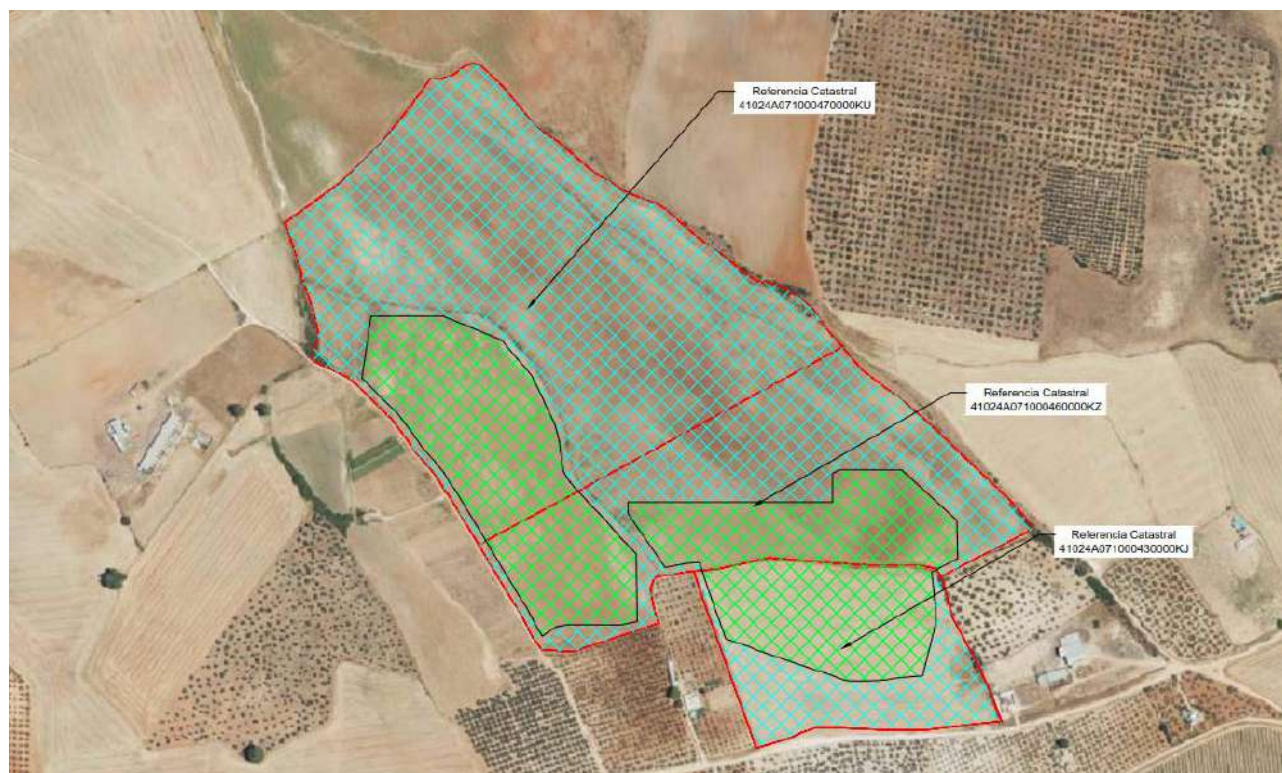 Referencia Catastral
41024A071000470000KU
Referencia Catastral
41024A071000460000KZ
Referencia Catastral
41024A071000430000KJ